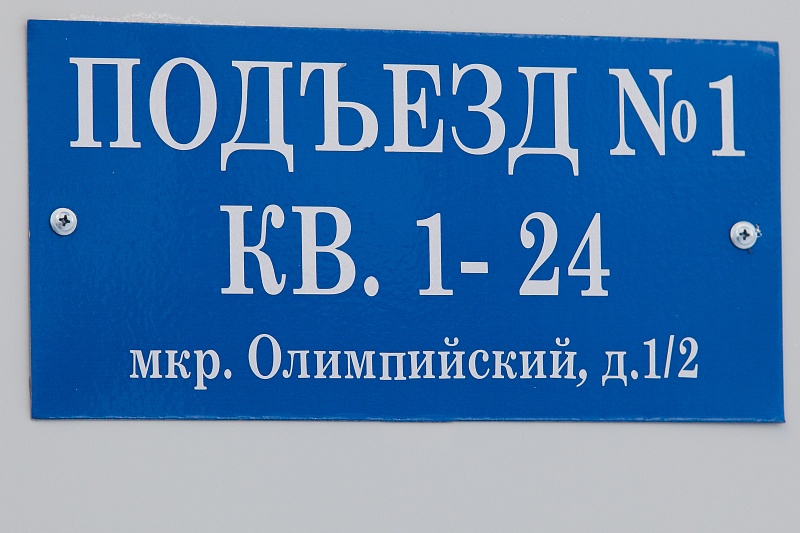 ПОДЪЕЗД №1
КВ. 1- 24
мкр. Олимпийский, д.1/2